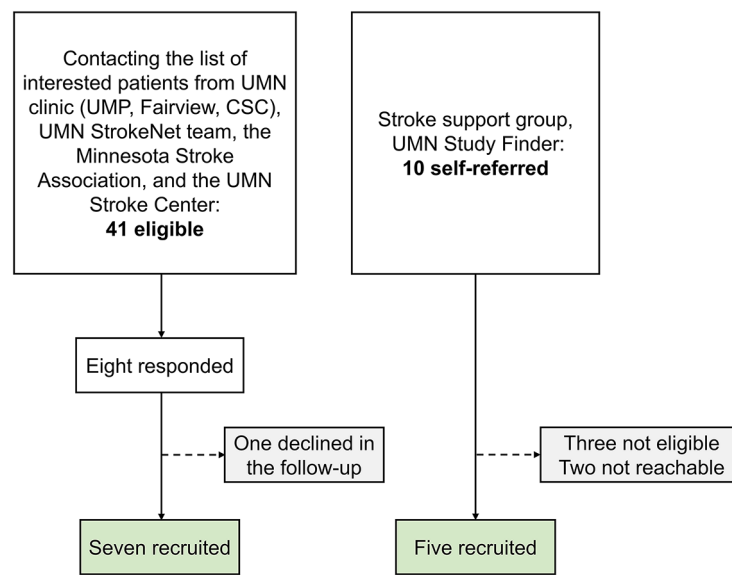 Contacting the list of
interested patients from UMN
clinic (UMP, Fairview, CSC),
UMN StrokeNet team, the
Minnesota Stroke
Association, and the UMN
Stroke Center:
41 eligible
Stroke support group,
UMN Study Finder:
10 self-referred
Eight responded
One declined in
the follow-up
Three not eligible
Two not reachable
Seven recruited
Five recruited